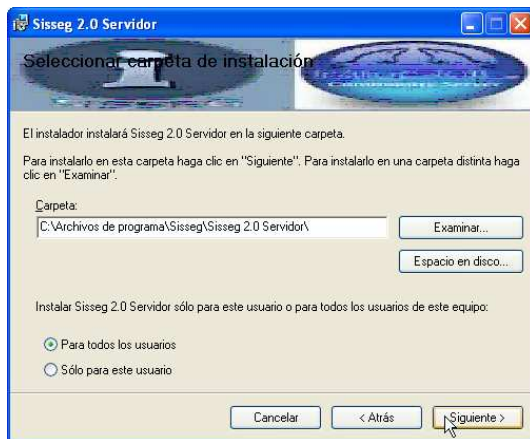 Sisseg 2.0 Servidor
Seleccionar carpeta de instalación
El instalador instalará Sisseg 2.0 Servidor en la siguiente carpeta.
Para instalarlo en esta carpeta haga clic en "Siguiente". Para instalarlo en una carpeta distinta haga
clic en "Examinar".
Carpeta:
C:\Archivos de programa\Sisseg\Sisseg 2.0 Servidor\
Examinar...
Espacio en disco...
Instalar Sisseg 2.0 Servidor sólo para este usuario o para todos los usuarios de este equipo:
Para todos los usuarios
Sólo para este usuario
Cancelar
< Atrás
Siguiente >